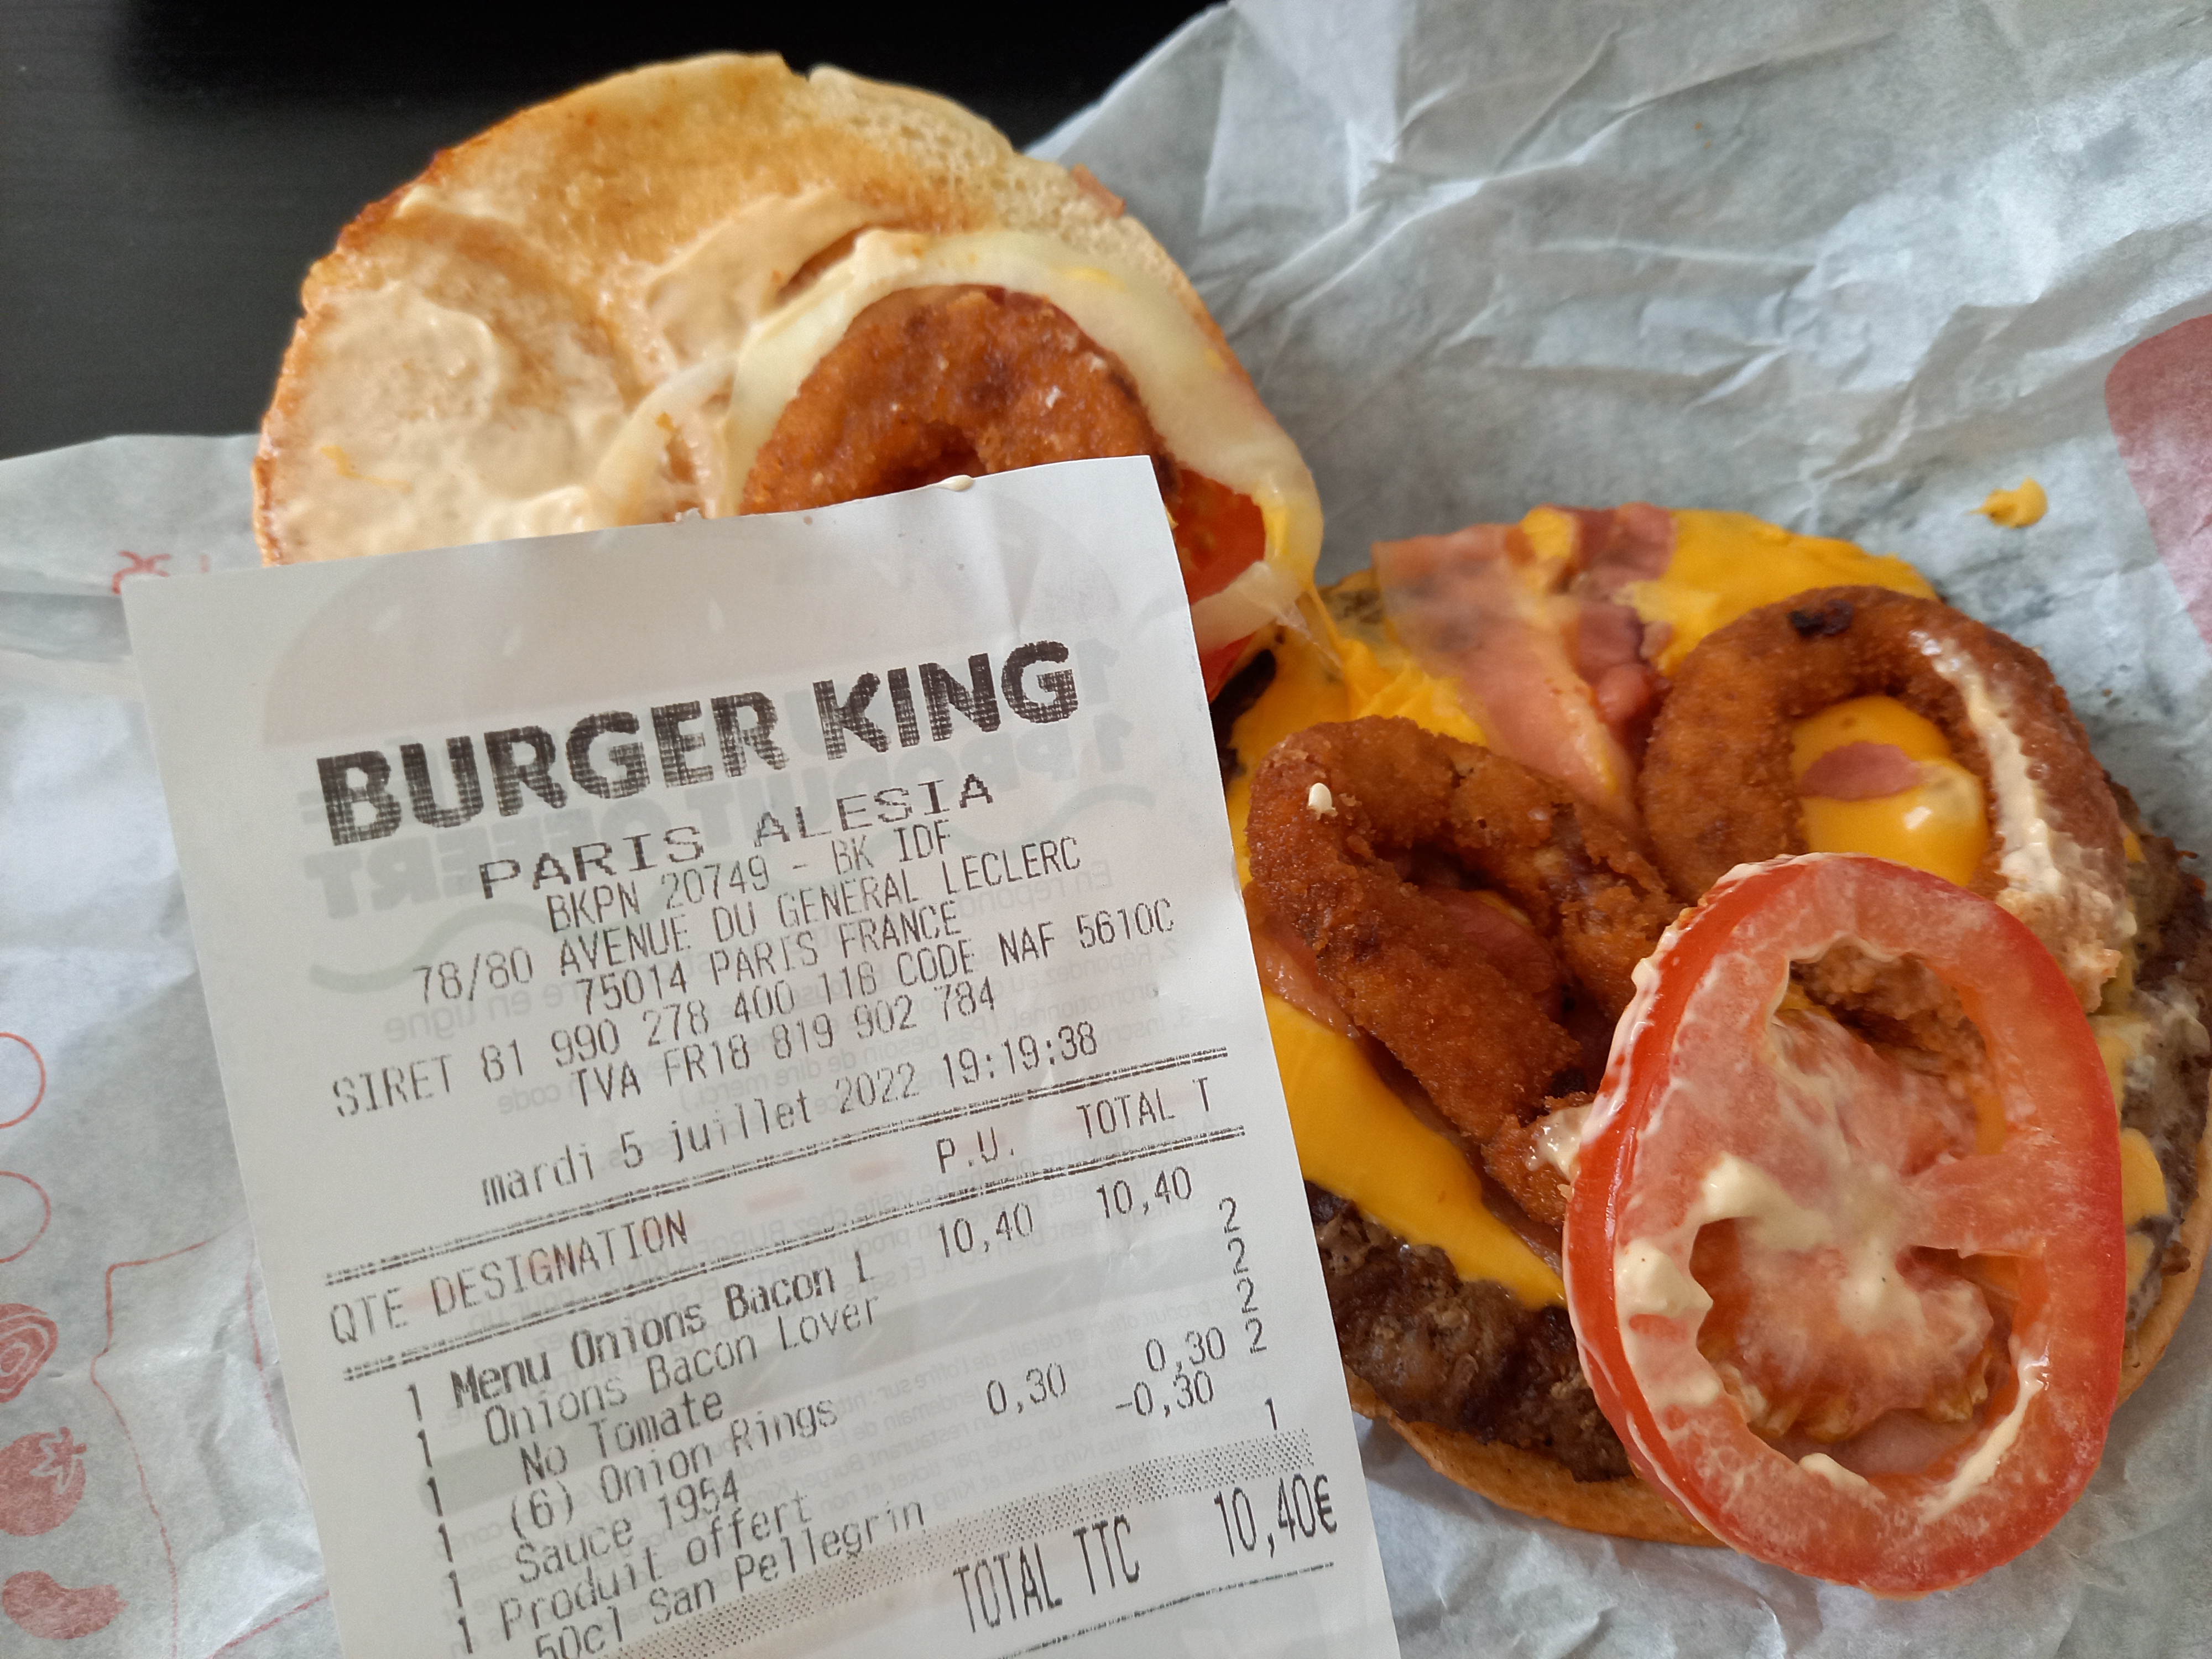 BURGER KING
PARIS ALESIA
BKPN 20749 - BK IDF
78/80 AVENUE DU GENERAL LECLERC
75014 PARIS FRANCE
SIRET 81 990 278 400 118 CODE NAF 5610C
TVA FR18 819 902 784
mardi 5 juillet 2022 19:19:38
QTE DESIGNATION P.U. TOTAL T
1 Menu Onions Bacon L 10,40 10,40
1 Onions Bacon Lover 2
No Tomate 2
1 (6) Onion Rings 2
1 Sauce 1954 0,30 0,30 2
1 Produit offert -0,30
1 50cl San Pellegrin 1
TOTAL TTC 10,40€